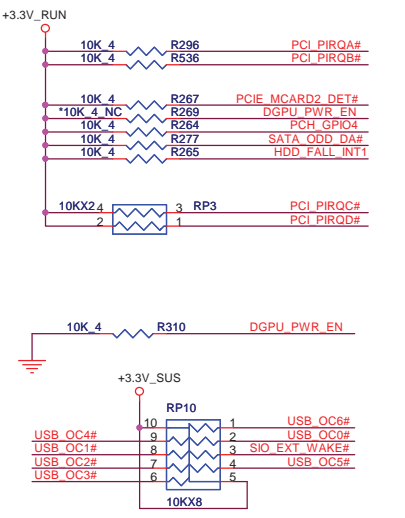 +3.3V_RUN
10K_4 R296 PCI_PIRQA#
10K_4 R536 PCI_PIRQB#
10K_4 R267 PCIE_MCARD2_DET#
*10K_4_NC R269 DGPU_PWR_EN
10K_4 R264 PCH_GPIO4
10K_4 R277 SATA_ODD_DA#
10K_4 R265 HDD_FALL_INT1
10KX2 4 3 RP3 PCI_PIRQC#
2 1 PCI_PIRQD#
10K_4 R310 DGPU_PWR_EN
+3.3V_SUS
RP10
10 1 USB_OC6#
USB_OC4# 9 2 USB_OC0#
USB_OC1# 8 3 SIO_EXT_WAKE#
USB_OC2# 7 4 USB_OC5#
USB_OC3# 6 5
10KX8